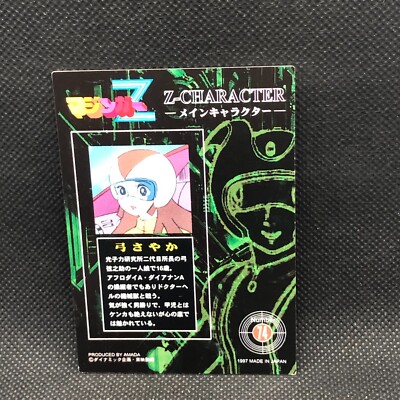 マジンガーZ
Z-CHARACTER
—メインキャラクター—
弓さやか
光子力研究所二代目所長の弓
弦之助の一人娘で16歳。
アフロダイA・ダイアナンA
の操縦者でもありドクターヘ
ルの機械獣と戦う。
気が強く男勝りで、甲児とは
ケンカも絶えないが心の底で
は惹かれている。
Number
74
PRODUCED BY AMADA
©ダイナミック企画・東映動画
1997 MADE IN JAPAN